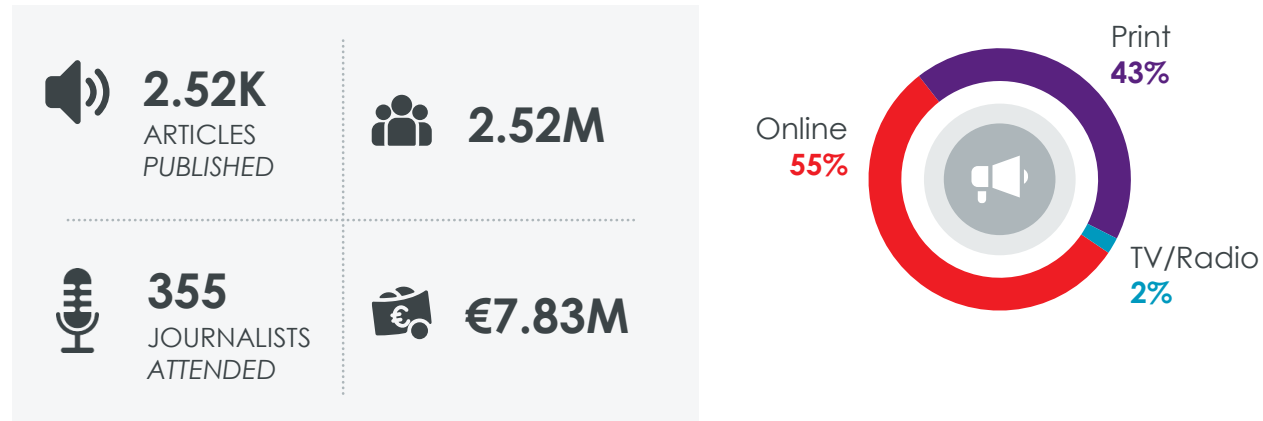 2.52K
ARTICLES
PUBLISHED
2.52M
355
JOURNALISTS
ATTENDED
€
€7.83M
Print
43%
Online
55%
TV/Radio
2%